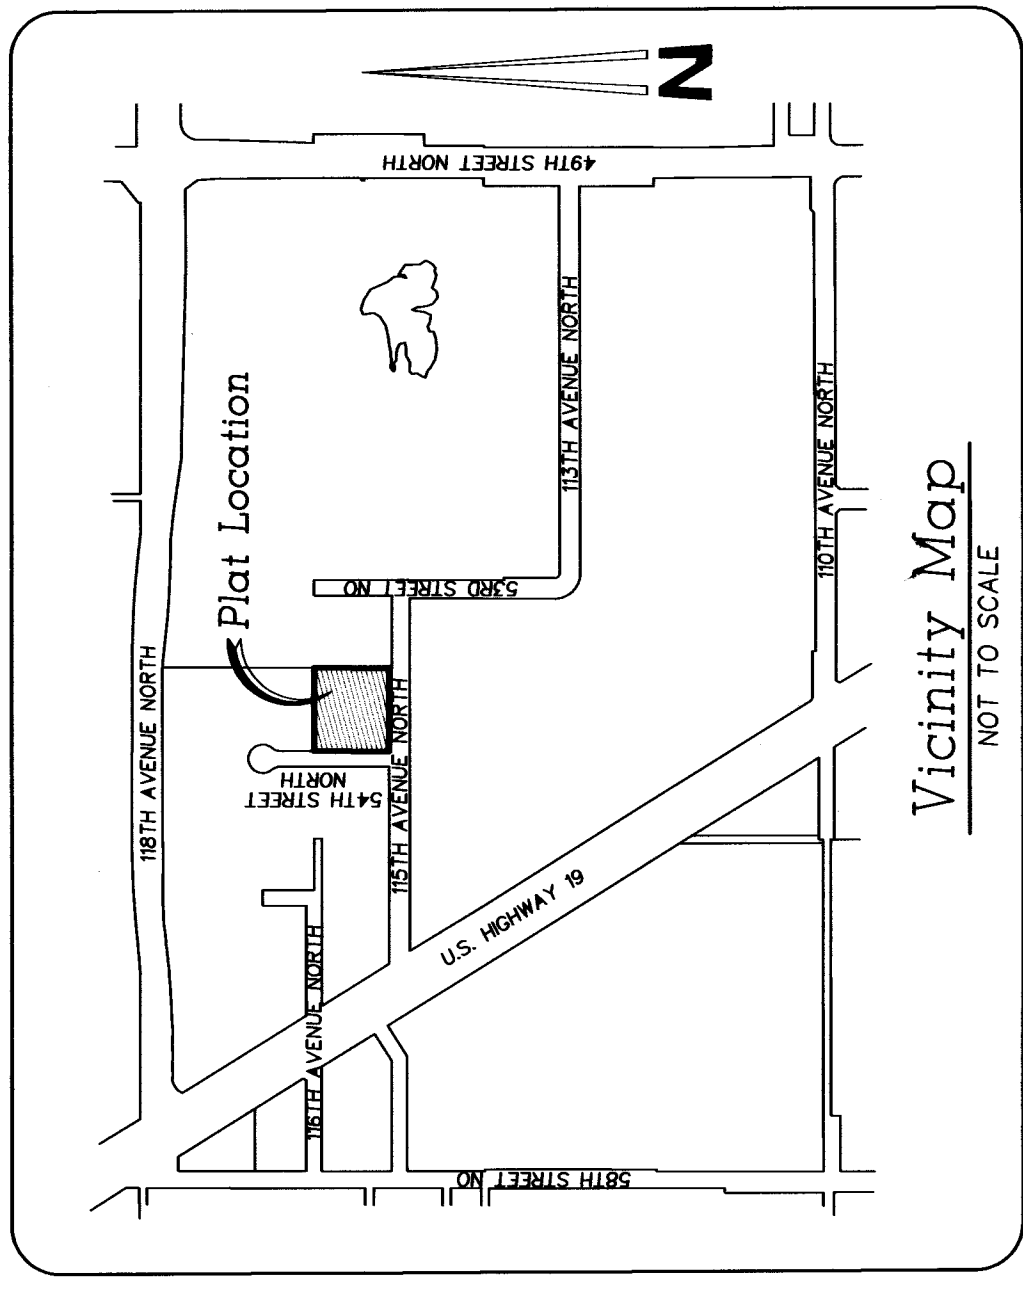 N
49TH STREET NORTH
118TH AVENUE NORTH
Plat Location
113TH AVENUE NORTH
110TH AVENUE NORTH
53RD STREET NO
54TH STREET
NORTH
115TH AVENUE NORTH
116TH AVENUE NORTH
U.S. HIGHWAY 19
58TH STREET NO
Vicinity Map
NOT TO SCALE